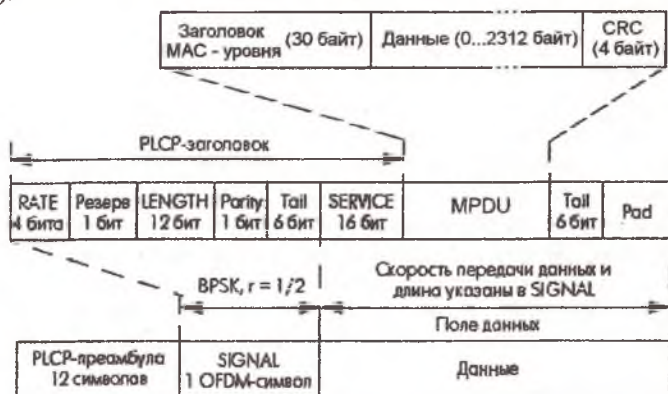 Заголовок MAC - уровня (30 байт)
Данные (0...2312 байт)
CRC (4 байт)
PLCP-заголовок
RATE 4 бита
Резерв 1 бит
LENGTH 12 бит
Parity 1 бит
Tail 6 бит
SERVICE 16 бит
MPDU
Tail 6 бит
Pad
BPSK, r = 1/2
Скорость передачи данных и
длина указаны в SIGNAL
Поле данных
PLCP-преамбула
12 символов
SIGNAL
1 OFDM-символ
Данные